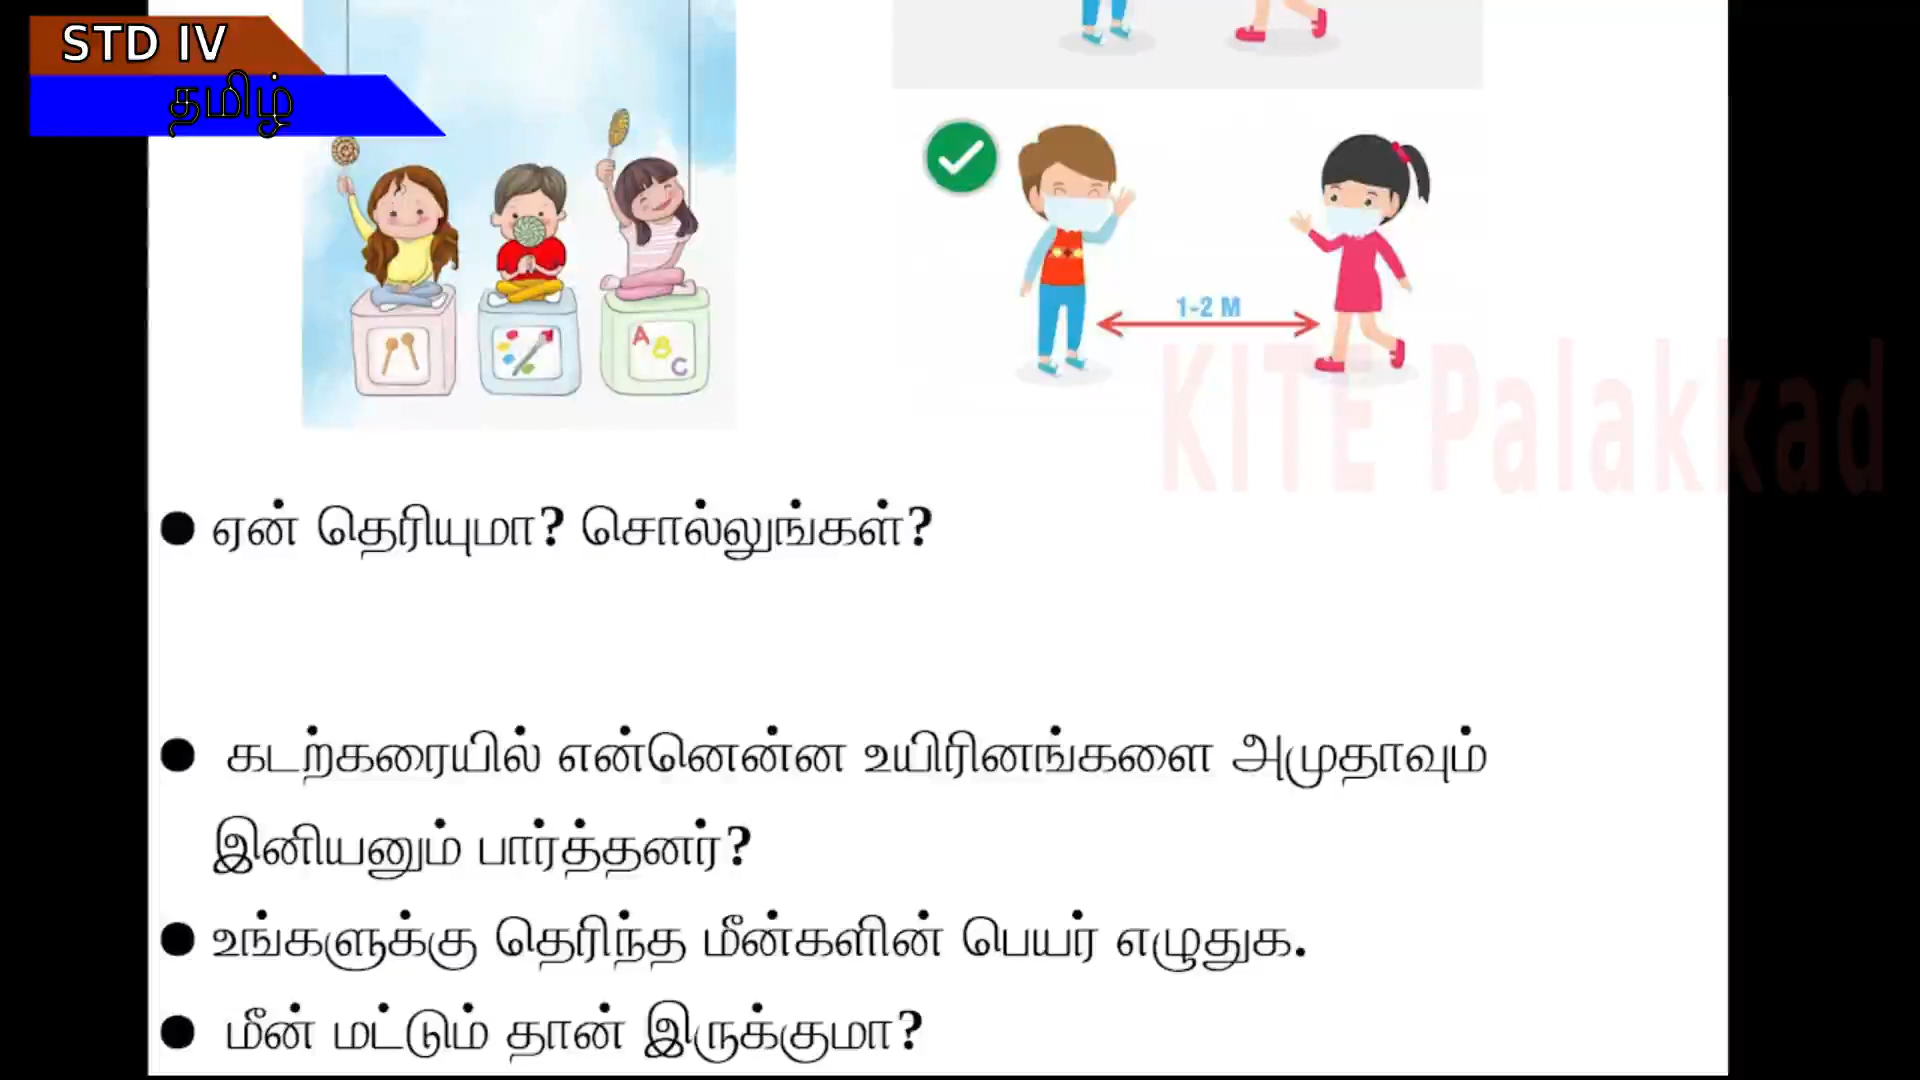 STD IV
தமிழ்
A
B
C
1-2 M
KITE Palakkad
● ஏன் தெரியுமா? சொல்லுங்கள்?
● கடற்கரையில் என்னென்ன உயிரினங்களை அமுதாவும்
இனியனும் பார்த்தனர்?
● உங்களுக்கு தெரிந்த மீன்களின் பெயர் எழுதுக.
● மீன் மட்டும் தான் இருக்குமா?